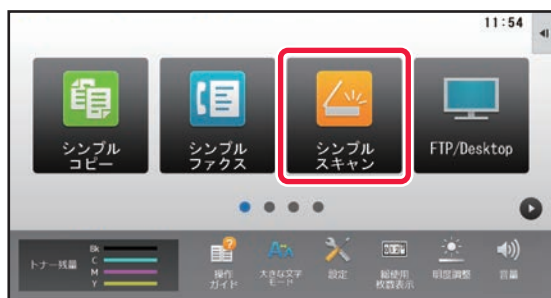 11:54
シンプル
コピー
シンプル
ファクス
シンプル
スキャン
FTP/Desktop
トナー残量
Bk
C
M
Y
操作
ガイド
大きな文字
モード
設定
総使用
枚数表示
明度調整
音量